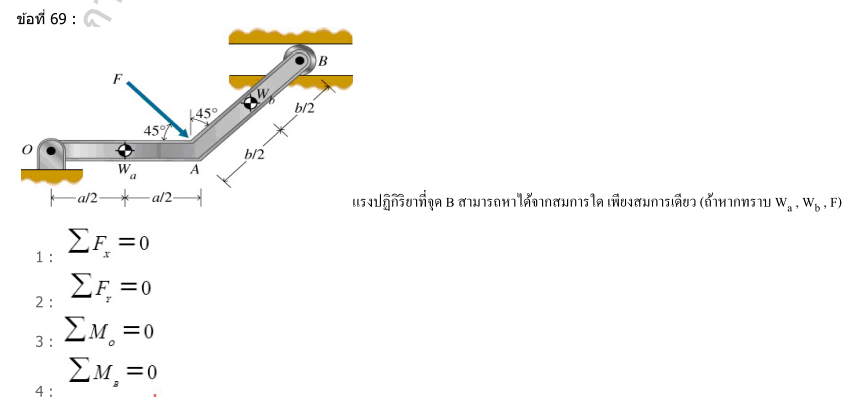 ข้อที่ 69 :
B
F
W_b
45°
45°
b/2
O
W_a
A
b/2
a/2
a/2
แรงปฏิกิริยาที่จุด B สามารถหาได้จากสมการใด เพียงสมการเดียว (ถ้าหากทราบ W_a , W_b , F)
1 : ∑F_x = 0
2 : ∑F_Y = 0
3 : ∑M_o = 0
4 : ∑M_B = 0